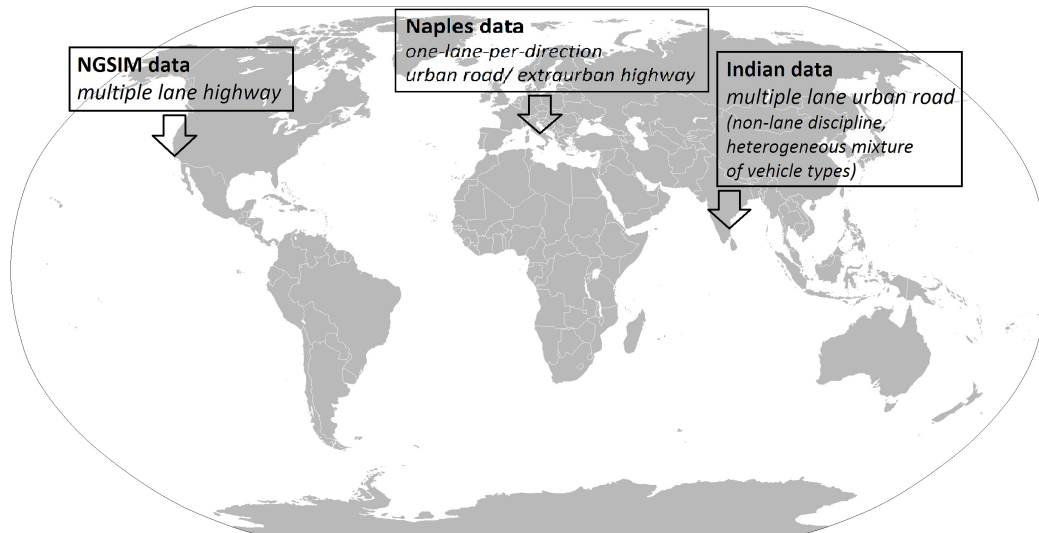 NGSIM data
multiple lane highway
Naples data
one-lane-per-direction
urban road/ extraurban highway
Indian data
multiple lane urban road
(non-lane discipline,
heterogeneous mixture
of vehicle types)